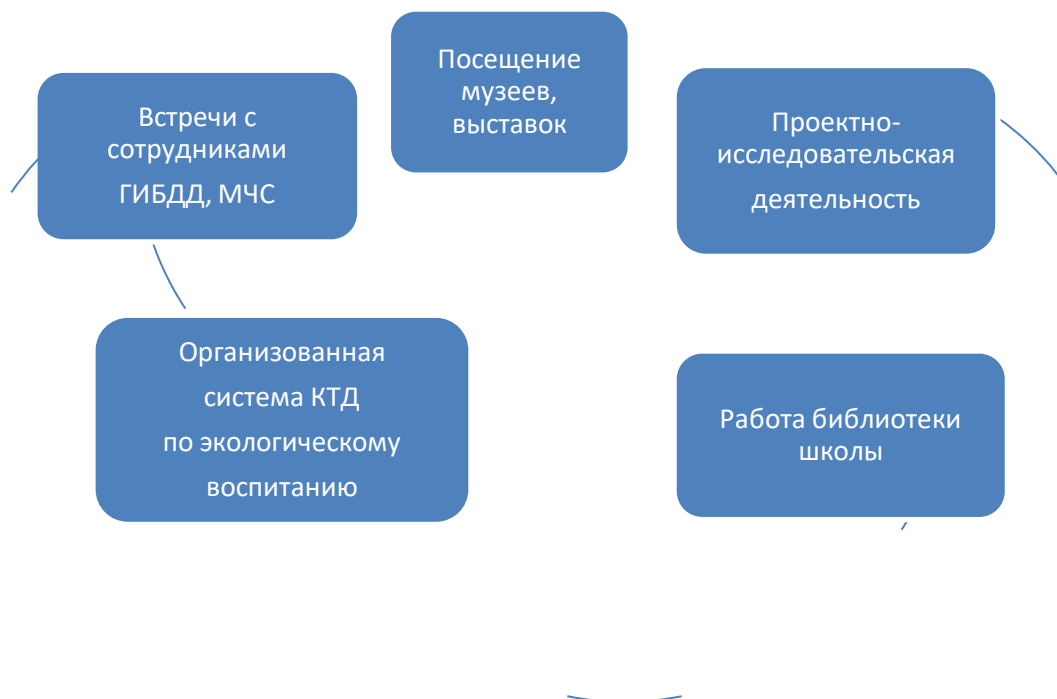 Посещение
музеев,
выставок
Встречи с
сотрудниками
ГИБДД, МЧС
Проектно-
исследовательская
деятельность
Организованная
система КТД
по экологическому
воспитанию
Работа библиотеки
школы